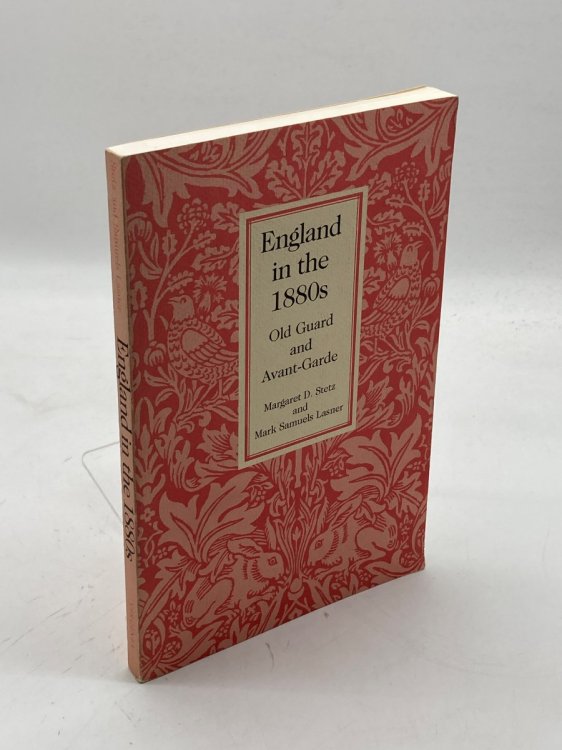 England
in the
1880s
Old Guard
and
Avant-Garde
Margaret D. Stetz
and
Mark Samuels Lasner
England in the 1880s